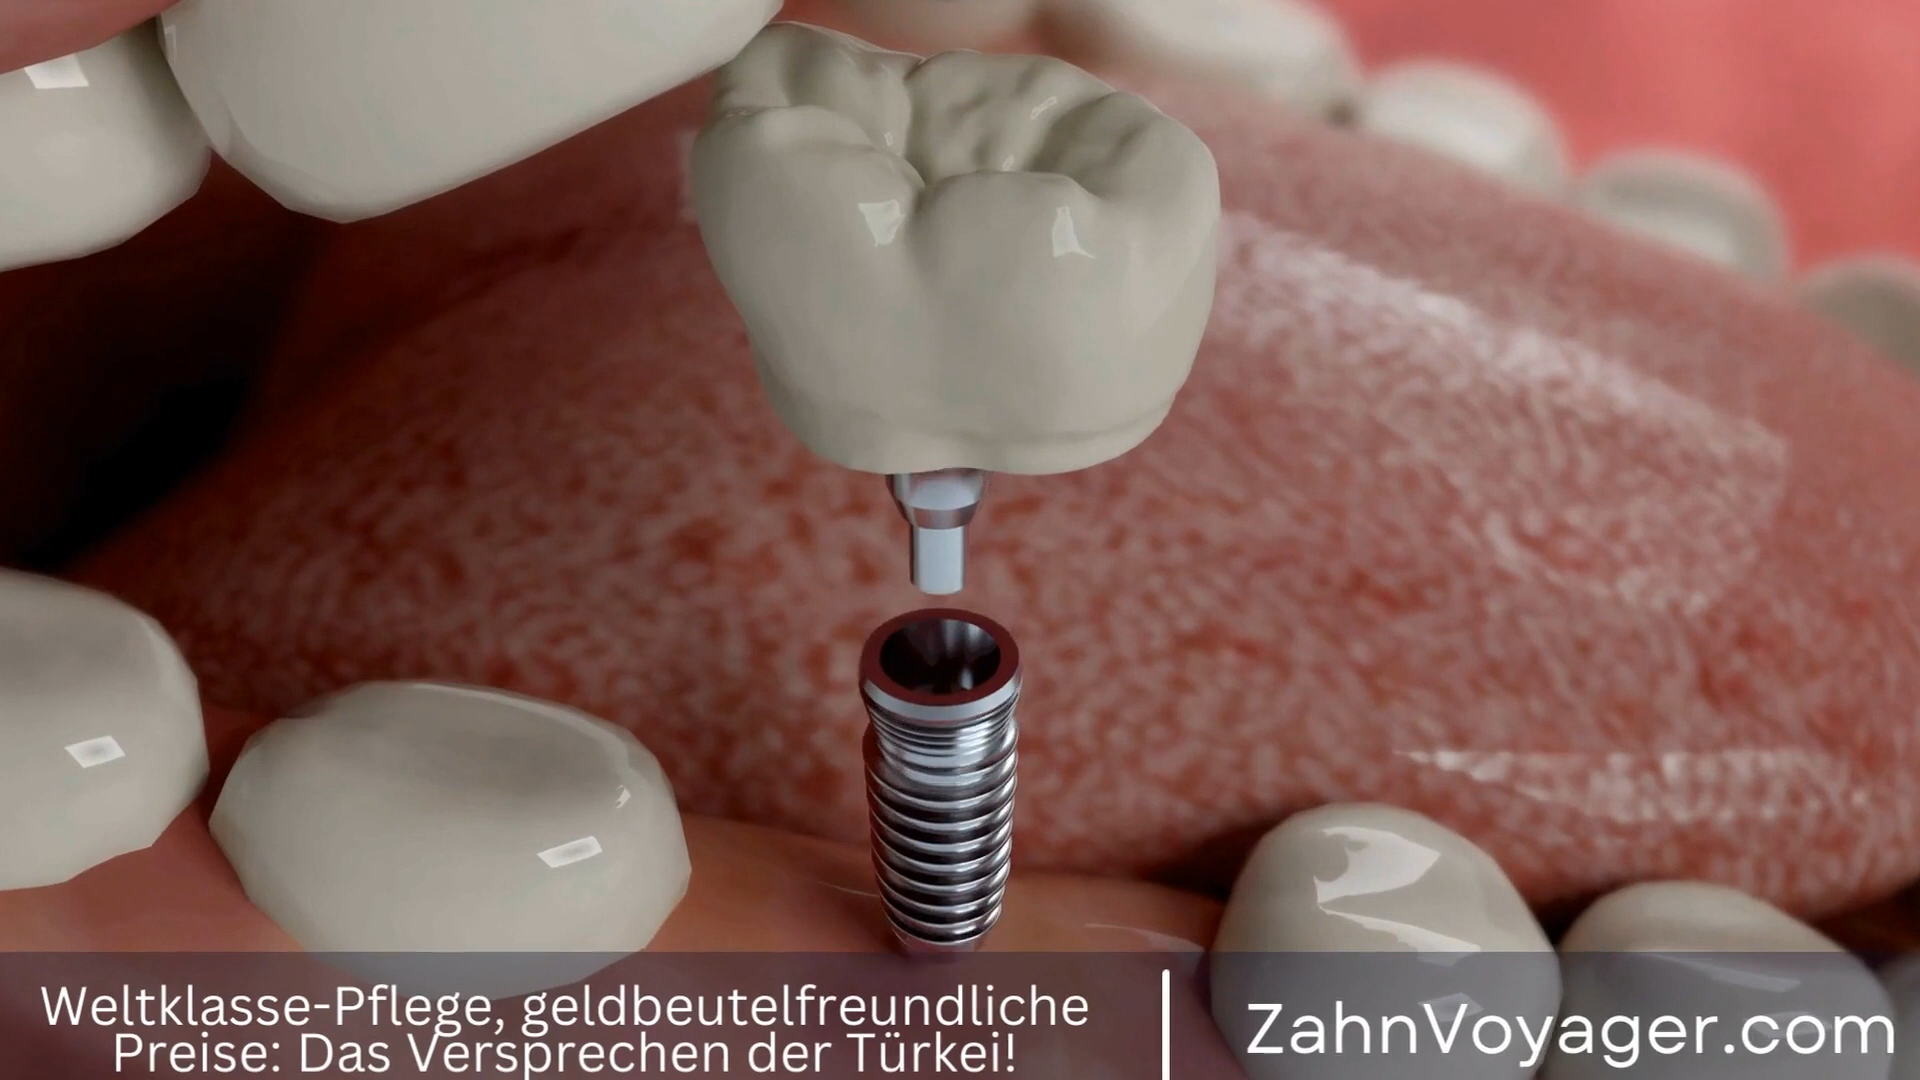 Weltklasse-Pflege, geldbeutelfreundliche
Preise: Das Versprechen der Türkei!
ZahnVoyager.com